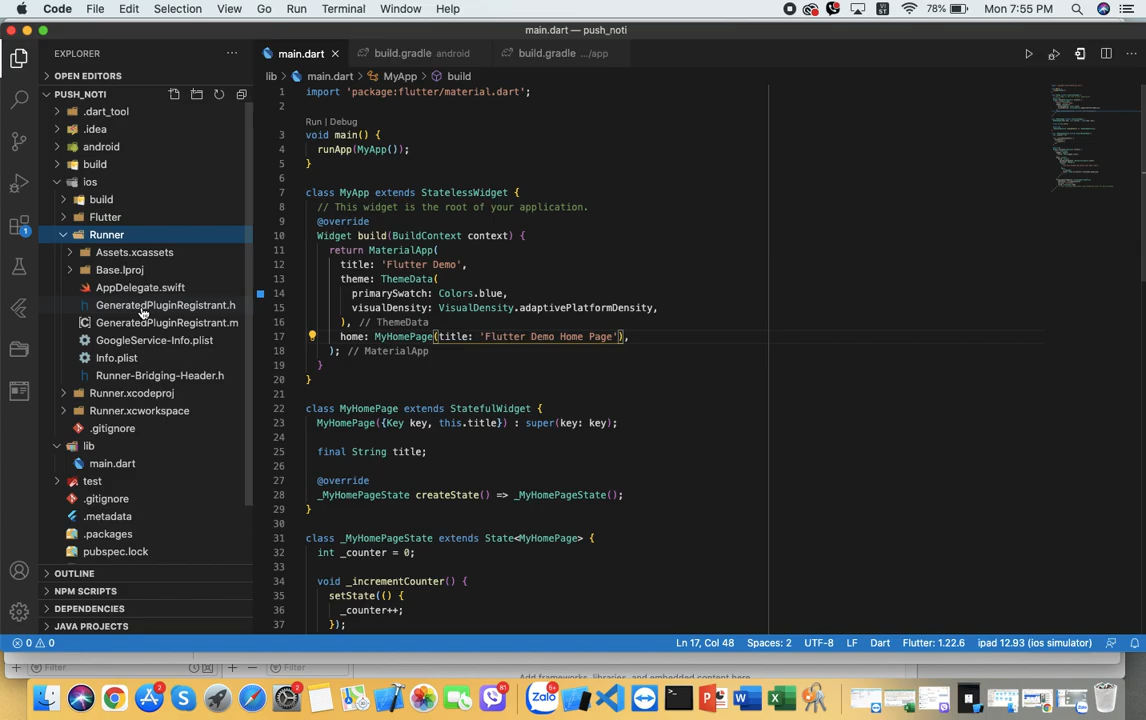 Code File Edit Selection View Go Run Terminal Window Help
78% Mon 7:55 PM
main.dart — push_noti
EXPLORER
OPEN EDITORS
PUSH_NOTI
.dart_tool
.idea
android
build
ios
build
Flutter
Runner
Assets.xcassets
Base.lproj
AppDelegate.swift
GeneratedPluginRegistrant.h
GeneratedPluginRegistrant.m
GoogleService-Info.plist
Info.plist
Runner-Bridging-Header.h
Runner.xcodeproj
Runner.xcworkspace
.gitignore
lib
main.dart
test
.gitignore
.metadata
.packages
pubspec.lock
OUTLINE
NPM SCRIPTS
DEPENDENCIES
JAVA PROJECTS
main.dart build.gradle android build.gradle .../app
lib main.dart MyApp build
1 import 'package:flutter/material.dart';
2
Run | Debug
3 void main() {
4 runApp(MyApp());
5 }
6
7 class MyApp extends StatelessWidget {
8 // This widget is the root of your application.
9 @override
10 Widget build(BuildContext context) {
11 return MaterialApp(
12 title: 'Flutter Demo',
13 theme: ThemeData(
14 primarySwatch: Colors.blue,
15 visualDensity: VisualDensity.adaptivePlatformDensity,
16 ), // ThemeData
17 home: MyHomePage(title: 'Flutter Demo Home Page'),
18 ); // MaterialApp
19 }
20 }
21
22 class MyHomePage extends StatefulWidget {
23 MyHomePage({Key key, this.title}) : super(key: key);
24
25 final String title;
26
27 @override
28 _MyHomePageState createState() => _MyHomePageState();
29 }
30
31 class _MyHomePageState extends State<MyHomePage> {
32 int _counter = 0;
33
34 void _incrementCounter() {
35 setState(() {
36 _counter++;
37 });
0 0 Ln 17, Col 48 Spaces: 2 UTF-8 LF Dart Flutter: 1.22.6 ipad 12.93 (ios simulator)
Filter Filter